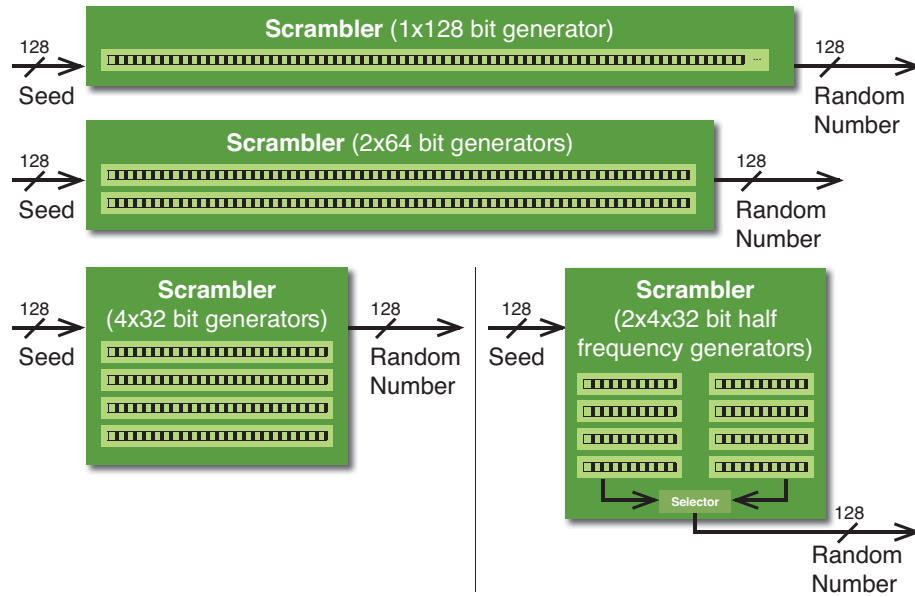 Scrambler (1x128 bit generator)
128
Seed
...
128
Random
Number
Scrambler (2x64 bit generators)
128
Seed
128
Random
Number
Scrambler
(4x32 bit generators)
128
Seed
128
Random
Number
Scrambler
(2x4x32 bit half
frequency generators)
128
Seed
Selector
128
Random
Number